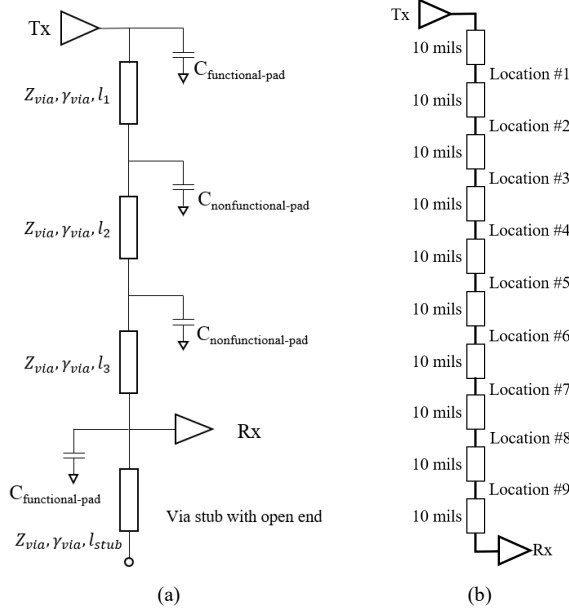 Tx
C_functional-pad
Z_via, γ_via, l_1
C_nonfunctional-pad
Z_via, γ_via, l_2
C_nonfunctional-pad
Z_via, γ_via, l_3
Rx
C_functional-pad
Via stub with open end
Z_via, γ_via, l_stub
(a)
Tx
10 mils
Location #1
10 mils
Location #2
10 mils
Location #3
10 mils
Location #4
10 mils
Location #5
10 mils
Location #6
10 mils
Location #7
10 mils
Location #8
10 mils
Location #9
10 mils
Rx
(b)